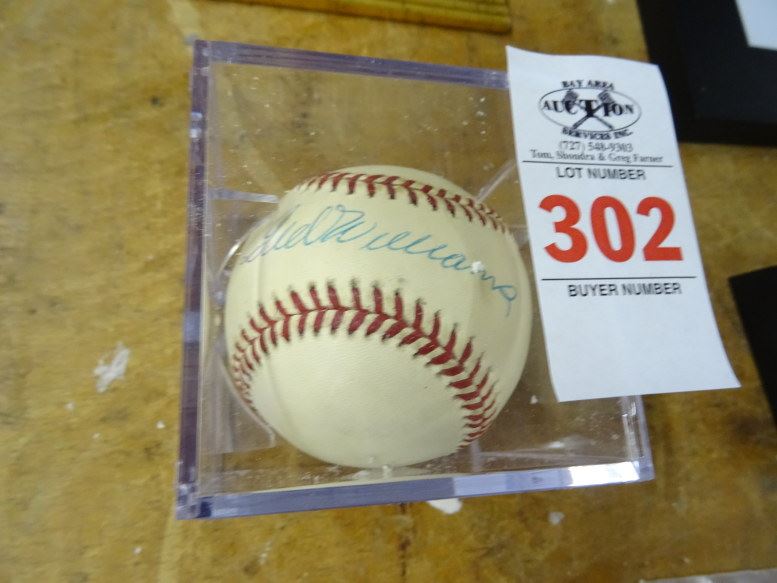 Ted Williams
BAY AREA
AUCTION
SERVICES INC.
(727) 548-9303
Tom, Shondra & Greg Farner
LOT NUMBER
302
BUYER NUMBER